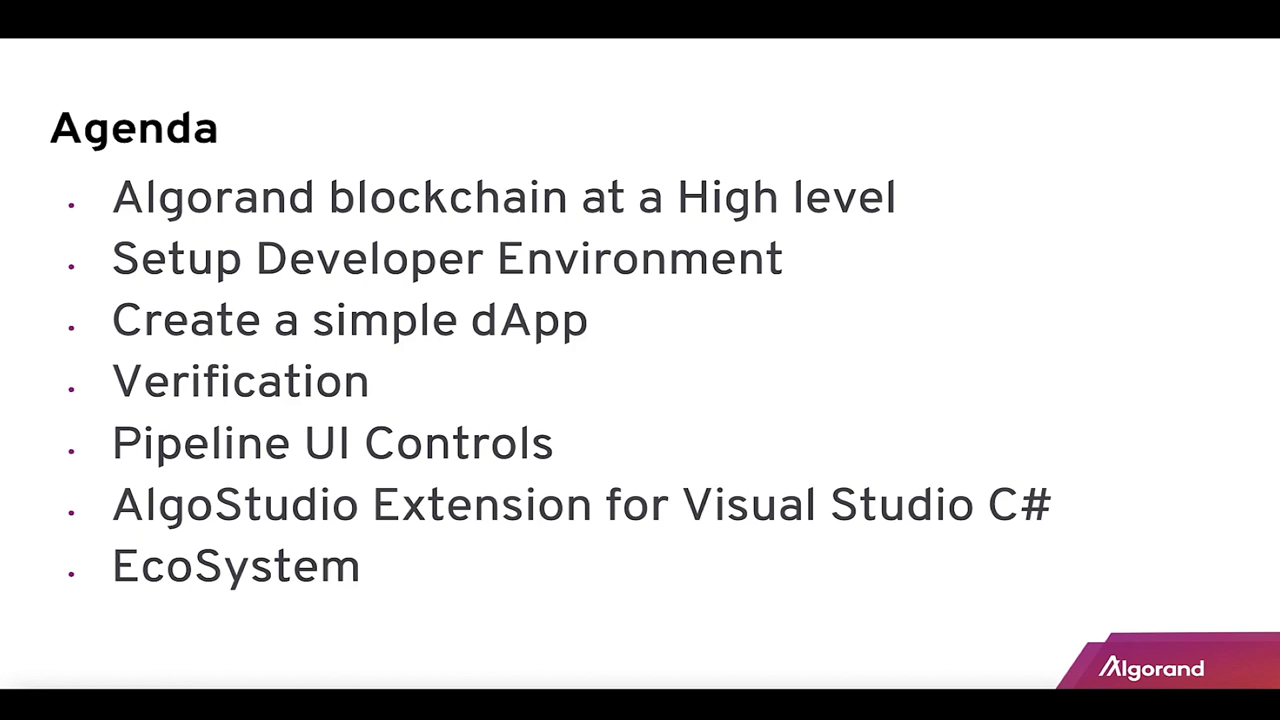 Agenda
Algorand blockchain at a High level
Setup Developer Environment
Create a simple dApp
Verification
Pipeline UI Controls
AlgoStudio Extension for Visual Studio C#
EcoSystem
Algorand